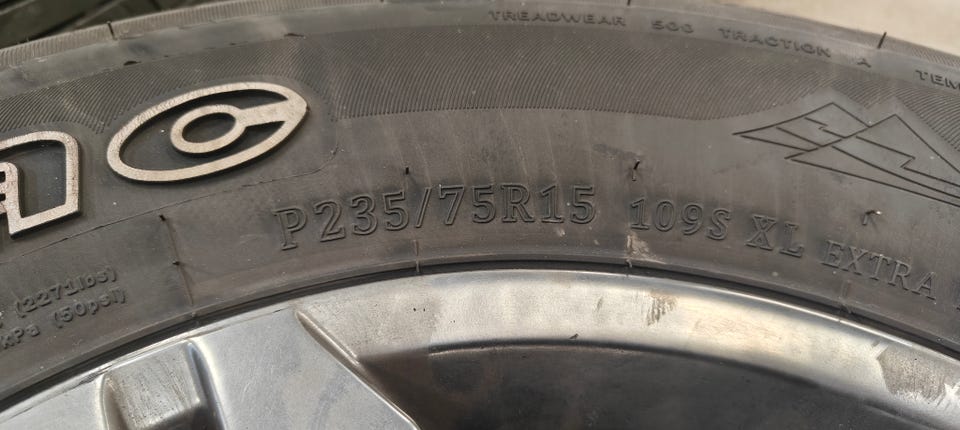 TREADWEAR 500 TRACTION A
P235/75R15 109S XL EXTRA
(2271lbs)
kPa (50psi)